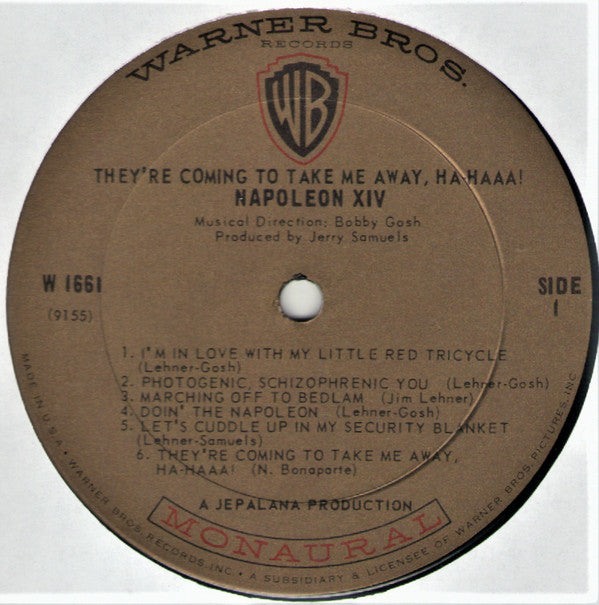 WARNER BROS.
RECORDS
WB
THEY'RE COMING TO TAKE ME AWAY, HA-HAAA!
NAPOLEON XIV
Musical Direction: Bobby Gosh
Produced by Jerry Samuels
W 1661
SIDE
(9155)
1
1. I'M IN LOVE WITH MY LITTLE RED TRICYCLE
(Lehner-Gosh)
2. PHOTOGENIC, SCHIZOPHRENIC YOU (Lehner-Gosh)
3. MARCHING OFF TO BEDLAM (Jim Lehner)
4. DOIN' THE NAPOLEON (Lehner-Gosh)
5. LET'S CUDDLE UP IN MY SECURITY BLANKET
(Lehner-Samuels)
6. THEY'RE COMING TO TAKE ME AWAY,
HA-HAAA! (N. Bonaparte)
A JEPALANA PRODUCTION
MONAURAL
MADE IN U.S.A. • WARNER BROS. RECORDS INC. • A SUBSIDIARY & LICENSEE OF WARNER BROS. PICTURES, INC.